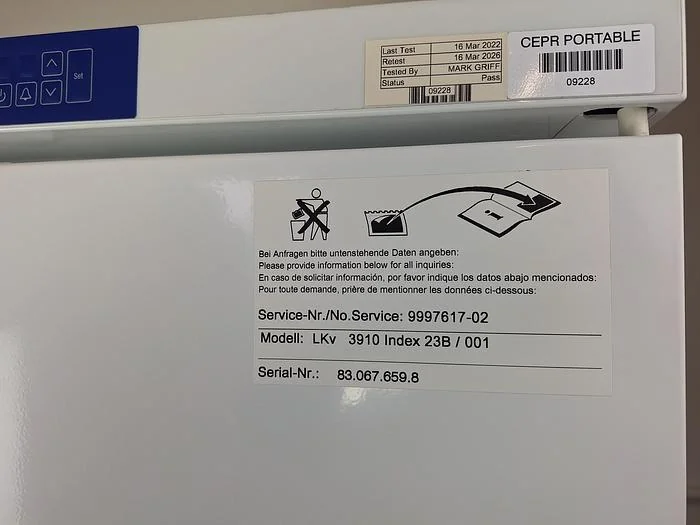 Set
Last Test 16 Mar 2022
Retest 16 Mar 2026
Tested By MARK GRIFF
Status Pass
09228
CEPR PORTABLE
09228
i
Bei Anfragen bitte untenstehende Daten angeben:
Please provide information below for all inquiries:
En caso de solicitar información, por favor indique los datos abajo mencionados:
Pour toute demande, prière de mentionner les données ci-dessous:
Service-Nr./No.Service: 9997617-02
Modell: LKv 3910 Index 23B / 001
Serial-Nr.: 83.067.659.8